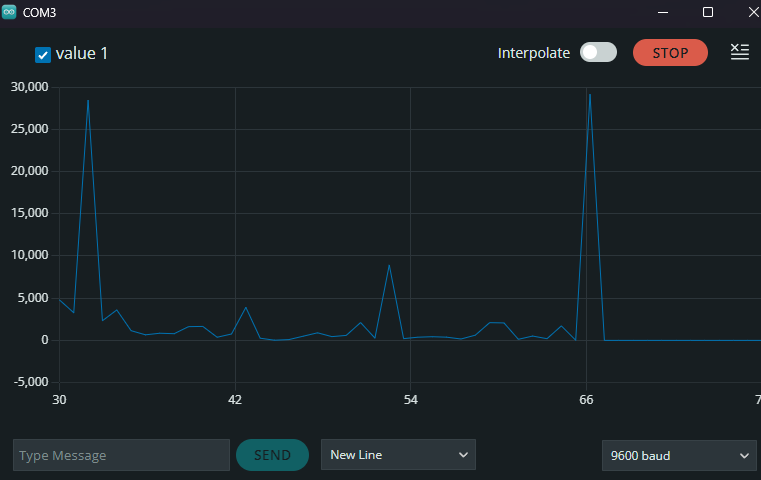 COM3
value 1
Interpolate
STOP
30,000
25,000
20,000
15,000
10,000
5,000
0
-5,000
30 42 54 66 7
Type Message
SEND
New Line
9600 baud